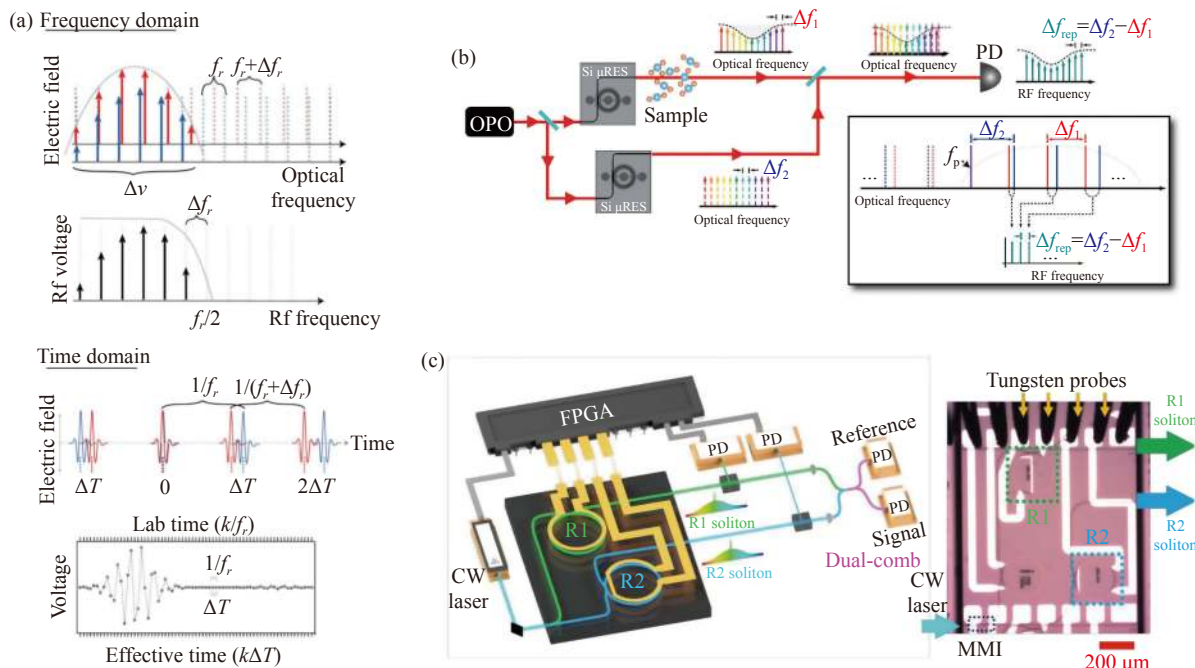 (a) Frequency domain
Electric field
f_r
f_r+Δf_r
Δν
Optical
frequency
Δf_r
Rf voltage
f_r/2
Rf frequency
Time domain
1/f_r
1/(f_r+Δf_r)
Electric field
Time
ΔT
0
ΔT
2ΔT
Lab time (k/f_r)
Voltage
1/f_r
ΔT
Effective time (kΔT)
(b)
OPO
Si μRES
Sample
Δf_1
Optical frequency
Si μRES
Δf_2
Optical frequency
Optical frequency
PD
Δf_rep=Δf_2−Δf_1
RF frequency
Δf_2
Δf_1
f_p
...
...
Optical frequency
Δf_rep=Δf_2−Δf_1
...
RF frequency
(c)
FPGA
PD
PD
Reference
PD
PD
Signal
R1
R1 soliton
R2
R2 soliton
Dual-comb
CW
laser
Tungsten probes
R1
soliton
R1
R2
soliton
R2
CW
laser
MMI
200 μm